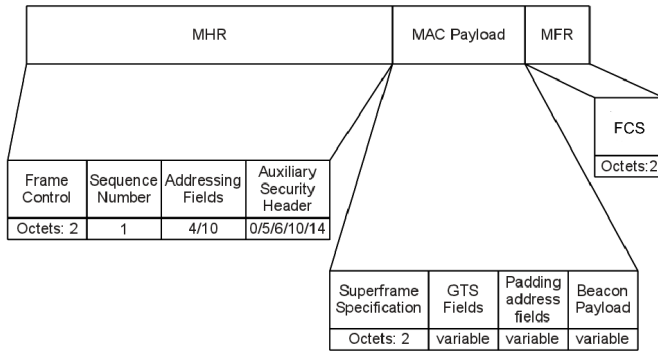 MHR
MAC Payload
MFR
FCS
Octets:2
Frame Control
Sequence Number
Addressing Fields
Auxiliary Security Header
Octets: 2
1
4/10
0/5/6/10/14
Superframe Specification
GTS Fields
Padding address fields
Beacon Payload
Octets: 2
variable
variable
variable